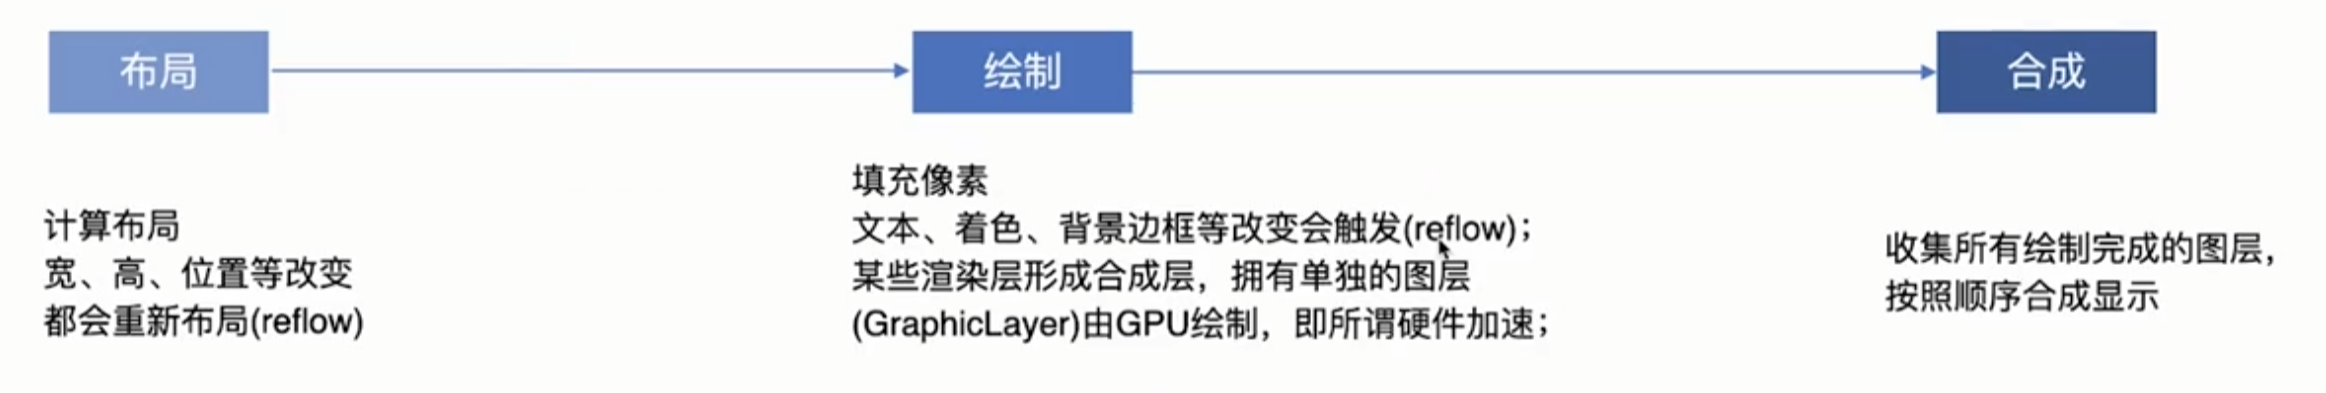 布局
绘制
合成
计算布局
宽、高、位置等改变
都会重新布局(reflow)
填充像素
文本、着色、背景边框等改变会触发(reflow)；
某些渲染层形成合成层，拥有单独的图层
(GraphicLayer)由GPU绘制，即所谓硬件加速；
收集所有绘制完成的图层，
按照顺序合成显示